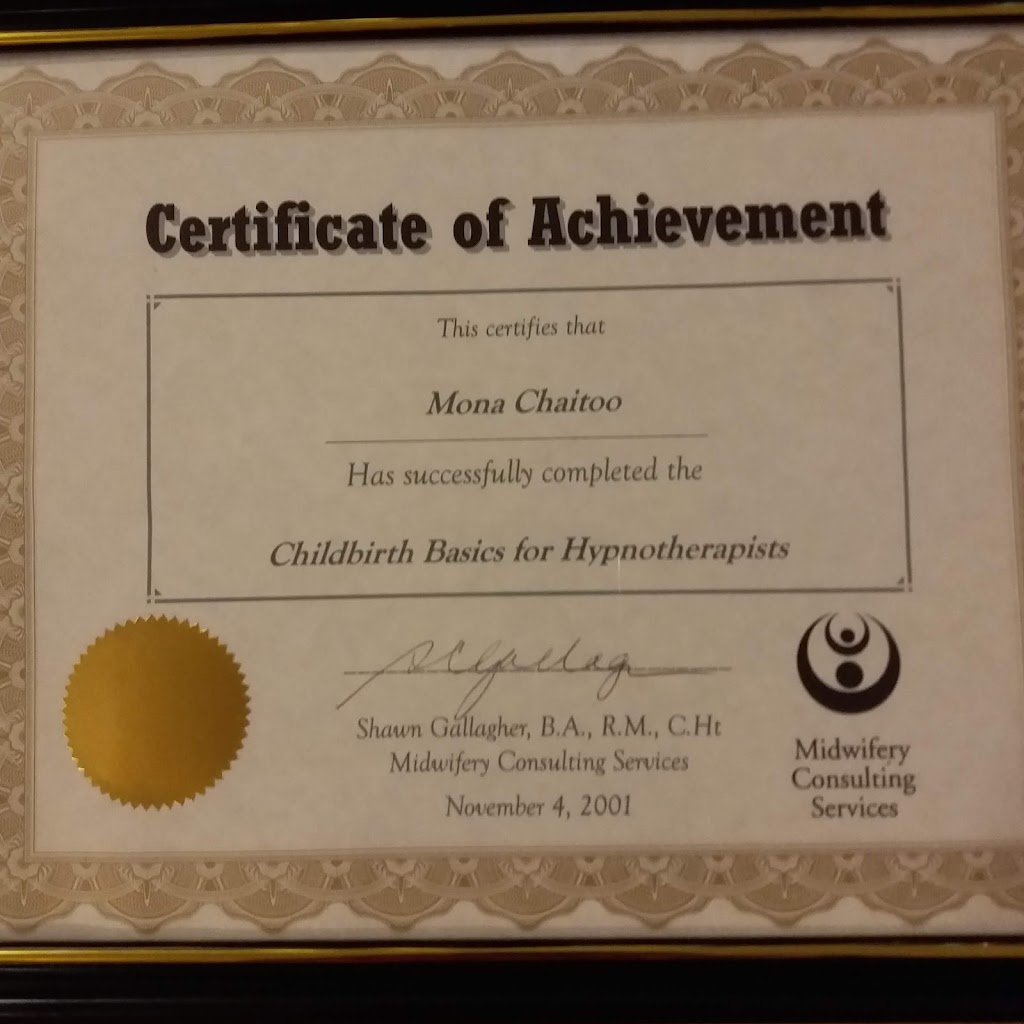 Certificate of Achievement
This certifies that
Mona Chaitoo
Has successfully completed the
Childbirth Basics for Hypnotherapists
Shawn Gallagher, B.A., R.M., C.Ht
Midwifery Consulting Services
November 4, 2001
Midwifery
Consulting
Services